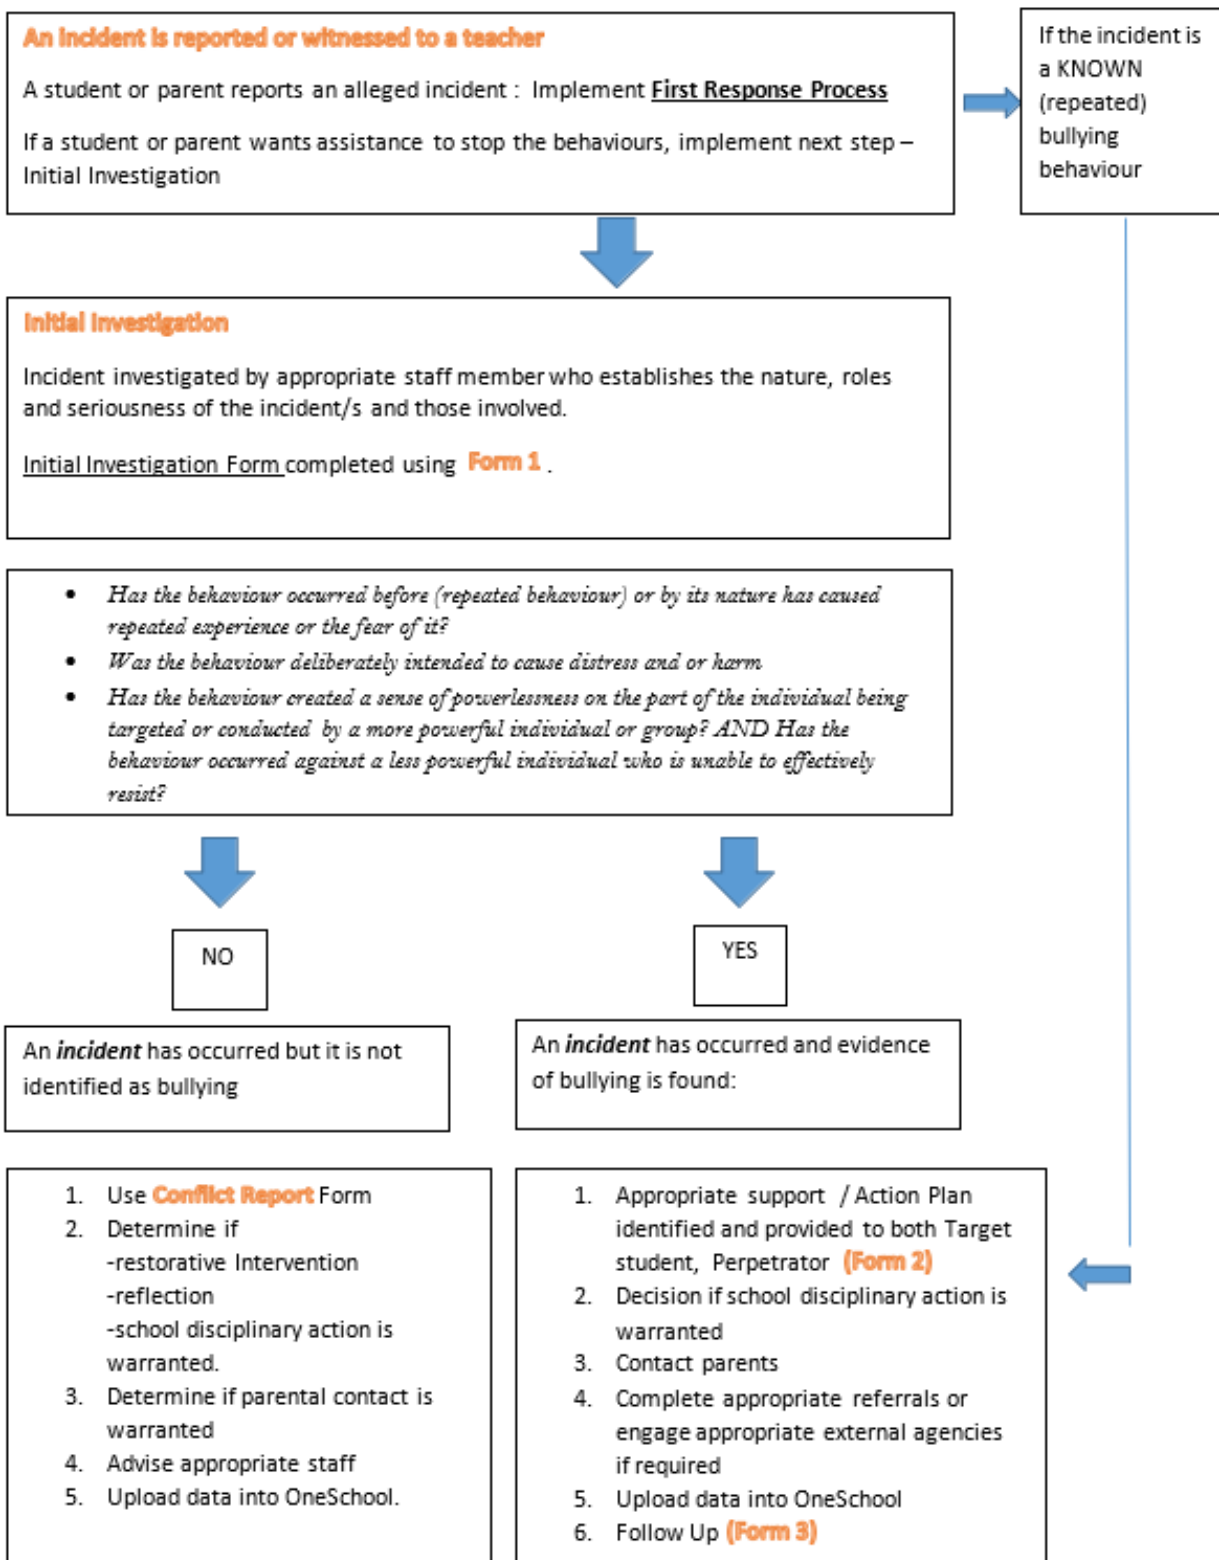 An incident is reported or witnessed to a teacher
A student or parent reports an alleged incident : Implement First Response Process
If a student or parent wants assistance to stop the behaviours, implement next step –
Initial Investigation
If the incident is
a KNOWN
(repeated)
bullying
behaviour
Initial Investigation
Incident investigated by appropriate staff member who establishes the nature, roles
and seriousness of the incident/s and those involved.
Initial Investigation Form completed using Form 1 .
• Has the behaviour occurred before (repeated behaviour) or by its nature has caused
repeated experience or the fear of it?
• Was the behaviour deliberately intended to cause distress and or harm
• Has the behaviour created a sense of powerlessness on the part of the individual being
targeted or conducted by a more powerful individual or group? AND Has the
behaviour occurred against a less powerful individual who is unable to effectively
resist?
NO
YES
An incident has occurred but it is not
identified as bullying
An incident has occurred and evidence
of bullying is found:
1. Use Conflict Report Form
2. Determine if
-restorative Intervention
-reflection
-school disciplinary action is
warranted.
3. Determine if parental contact is
warranted
4. Advise appropriate staff
5. Upload data into OneSchool.
1. Appropriate support / Action Plan
identified and provided to both Target
student, Perpetrator (Form 2)
2. Decision if school disciplinary action is
warranted
3. Contact parents
4. Complete appropriate referrals or
engage appropriate external agencies
if required
5. Upload data into OneSchool
6. Follow Up (Form 3)